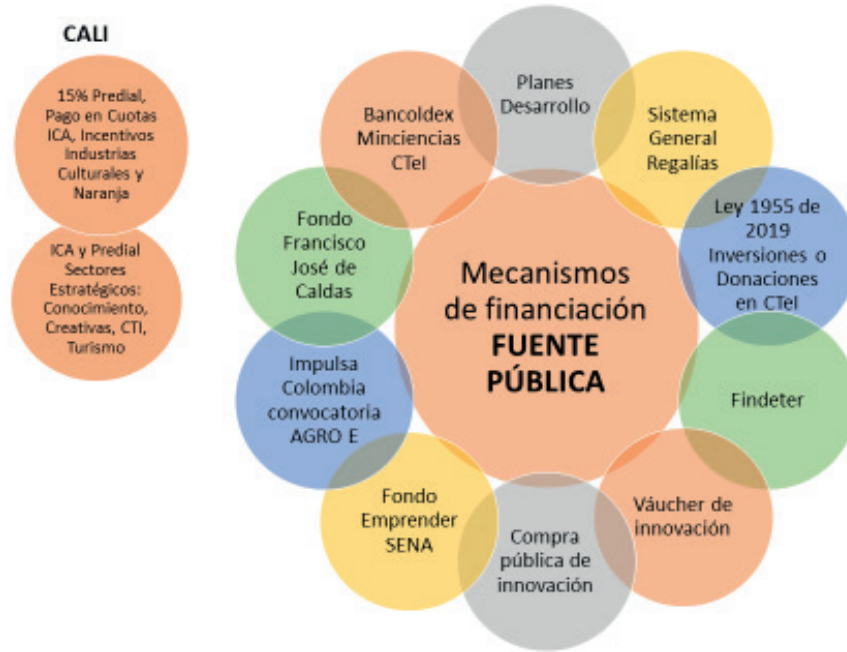 CALI
15% Predial,
Pago en Cuotas
ICA, Incentivos
Industrias
Culturales y
Naranja
ICA y Predial
Sectores
Estratégicos:
Conocimiento,
Creativas, CTI,
Turismo
Mecanismos
de financiación
FUENTE
PÚBLICA
Planes
Desarrollo
Sistema
General
Regalías
Ley 1955 de
2019
Inversiones o
Donaciones
en CTeI
Findeter
Váucher de
innovación
Compra
pública de
innovación
Fondo
Emprender
SENA
Impulsa
Colombia
convocatoria
AGRO E
Fondo
Francisco
José de
Caldas
Bancoldex
Minciencias
CTeI